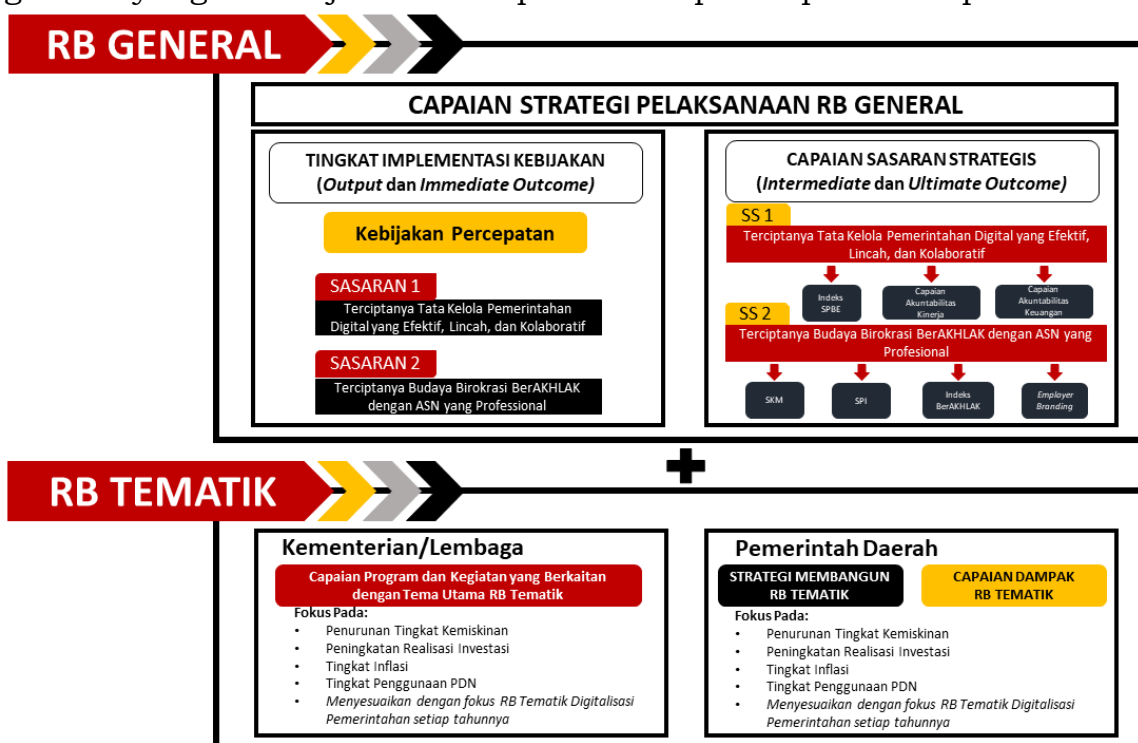 RB GENERAL
CAPAIAN STRATEGI PELAKSANAAN RB GENERAL
TINGKAT IMPLEMENTASI KEBIJAKAN
(Output dan Immediate Outcome)
Kebijakan Percepatan
SASARAN 1
Terciptanya Tata Kelola Pemerintahan
Digital yang Efektif, Lincah, dan Kolaboratif
SASARAN 2
Terciptanya Budaya Birokrasi BerAKHLAK
dengan ASN yang Professional
CAPAIAN SASARAN STRATEGIS
(Intermediate dan Ultimate Outcome)
SS 1
Terciptanya Tata Kelola Pemerintahan Digital yang Efektif,
Lincah, dan Kolaboratif
Indeks
SPBE
Capaian
Akuntabilitas
Kinerja
Capaian
Akuntabilitas
Keuangan
SS 2
Terciptanya Budaya Birokrasi BerAKHLAK dengan ASN yang
Profesional
SKM
SPI
Indeks
BerAKHLAK
Employer
Branding
RB TEMATIK
Kementerian/Lembaga
Capaian Program dan Kegiatan yang Berkaitan
dengan Tema Utama RB Tematik
Fokus Pada:
• Penurunan Tingkat Kemiskinan
• Peningkatan Realisasi Investasi
• Tingkat Inflasi
• Tingkat Penggunaan PDN
• Menyesuaikan dengan fokus RB Tematik Digitalisasi
Pemerintahan setiap tahunnya
Pemerintah Daerah
STRATEGI MEMBANGUN
RB TEMATIK
CAPAIAN DAMPAK
RB TEMATIK
Fokus Pada:
• Penurunan Tingkat Kemiskinan
• Peningkatan Realisasi Investasi
• Tingkat Inflasi
• Tingkat Penggunaan PDN
• Menyesuaikan dengan fokus RB Tematik Digitalisasi
Pemerintahan setiap tahunnya